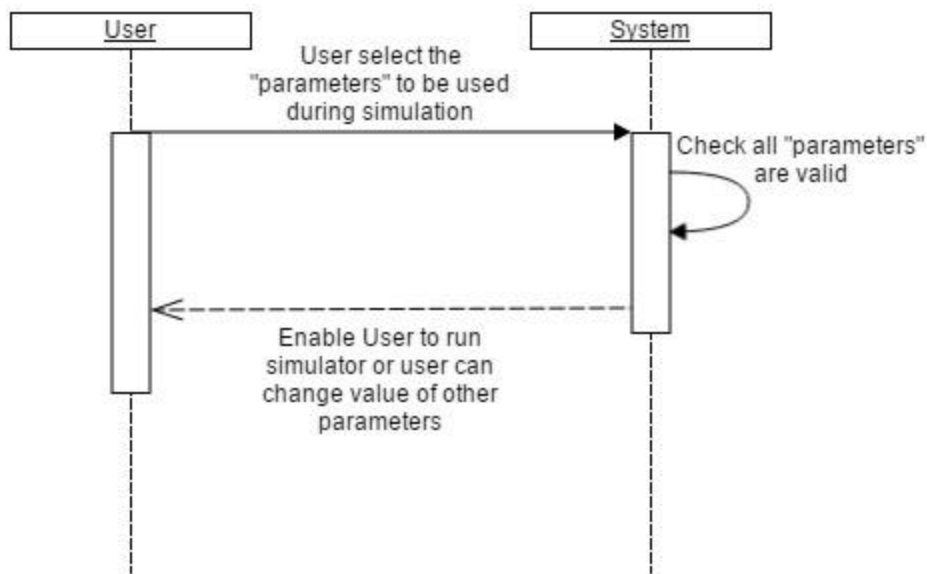 User
System
User select the
"parameters" to be used
during simulation
Check all "parameters"
are valid
Enable User to run
simulator or user can
change value of other
parameters